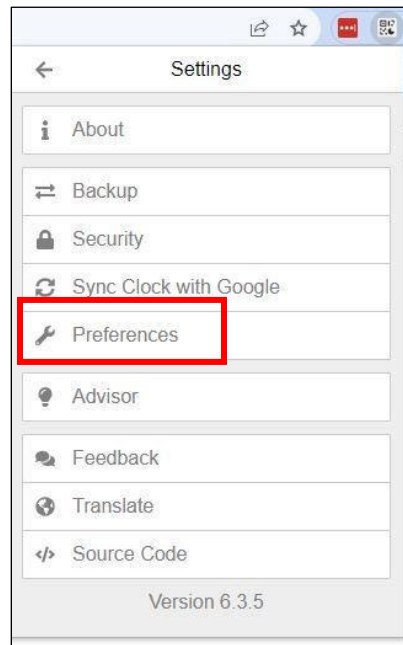 Settings
About
Backup
Security
Sync Clock with Google
Preferences
Advisor
Feedback
Translate
Source Code
Version 6.3.5